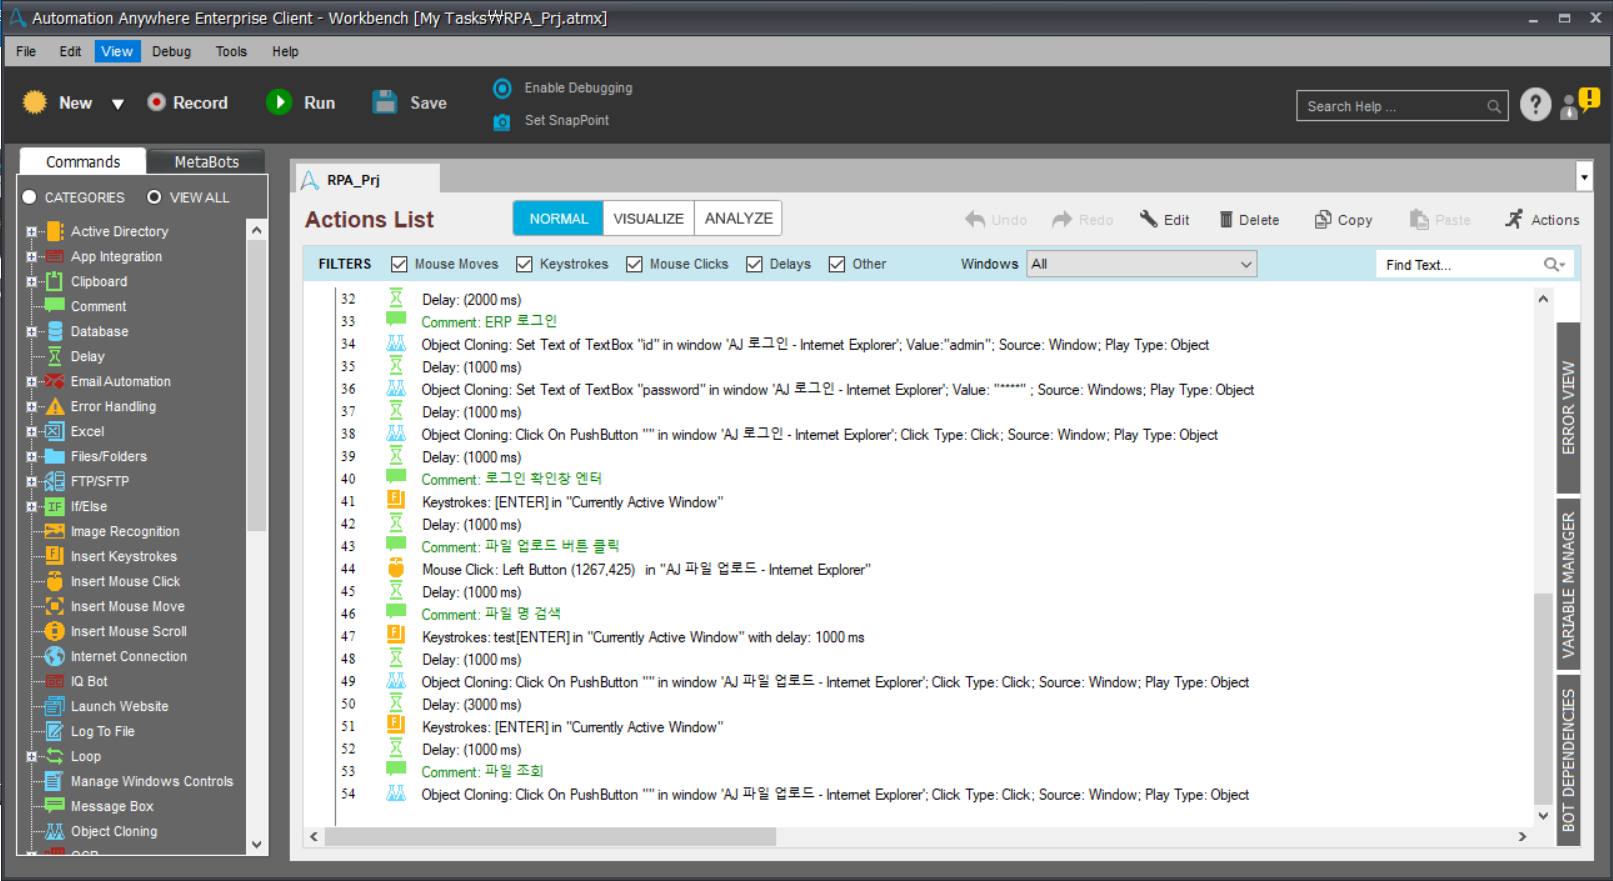 Automation Anywhere Enterprise Client - Workbench [My Tasks₩RPA_Prj.atmx]
File Edit View Debug Tools Help
New Record Run Save
Enable Debugging
Set SnapPoint
Search Help ...
Commands MetaBots
CATEGORIES VIEW ALL
Active Directory
App Integration
Clipboard
Comment
Database
Delay
Email Automation
Error Handling
Excel
Files/Folders
FTP/SFTP
If/Else
Image Recognition
Insert Keystrokes
Insert Mouse Click
Insert Mouse Move
Insert Mouse Scroll
Internet Connection
IQ Bot
Launch Website
Log To File
Loop
Manage Windows Controls
Message Box
Object Cloning
OCR
RPA_Prj
Actions List NORMAL VISUALIZE ANALYZE Undo Redo Edit Delete Copy Paste Actions
FILTERS Mouse Moves Keystrokes Mouse Clicks Delays Other Windows All Find Text...
32 Delay: (2000 ms)
33 Comment: ERP 로그인
34 Object Cloning: Set Text of TextBox "id" in window 'AJ 로그인 - Internet Explorer'; Value:"admin"; Source: Window; Play Type: Object
35 Delay: (1000 ms)
36 Object Cloning: Set Text of TextBox "password" in window 'AJ 로그인 - Internet Explorer'; Value: "****" ; Source: Windows; Play Type: Object
37 Delay: (1000 ms)
38 Object Cloning: Click On PushButton "" in window 'AJ 로그인 - Internet Explorer'; Click Type: Click; Source: Window; Play Type: Object
39 Delay: (1000 ms)
40 Comment: 로그인 확인창 엔터
41 Keystrokes: [ENTER] in "Currently Active Window"
42 Delay: (1000 ms)
43 Comment: 파일 업로드 버튼 클릭
44 Mouse Click: Left Button (1267,425) in "AJ 파일 업로드 - Internet Explorer"
45 Delay: (1000 ms)
46 Comment: 파일 명 검색
47 Keystrokes: test[ENTER] in "Currently Active Window" with delay: 1000 ms
48 Delay: (1000 ms)
49 Object Cloning: Click On PushButton "" in window 'AJ 파일 업로드 - Internet Explorer'; Click Type: Click; Source: Window; Play Type: Object
50 Delay: (3000 ms)
51 Keystrokes: [ENTER] in "Currently Active Window"
52 Delay: (1000 ms)
53 Comment: 파일 조회
54 Object Cloning: Click On PushButton "" in window 'AJ 파일 업로드 - Internet Explorer'; Click Type: Click; Source: Window; Play Type: Object
ERROR VIEW
VARIABLE MANAGER
BOT DEPENDENCIES